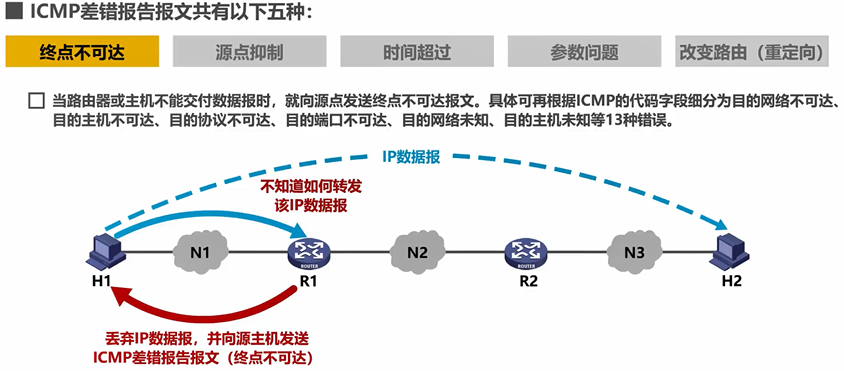 ICMP差错报告报文共有以下五种：
终点不可达
源点抑制
时间超过
参数问题
改变路由（重定向）
当路由器或主机不能交付数据报时，就向源点发送终点不可达报文。具体可再根据ICMP的代码字段细分为目的网络不可达、
目的主机不可达、目的协议不可达、目的端口不可达、目的网络未知、目的主机未知等13种错误。
IP数据报
不知道如何转发
该IP数据报
N1
N2
N3
ROUTER
ROUTER
H1
R1
R2
H2
丢弃IP数据报，并向源主机发送
ICMP差错报告报文（终点不可达）